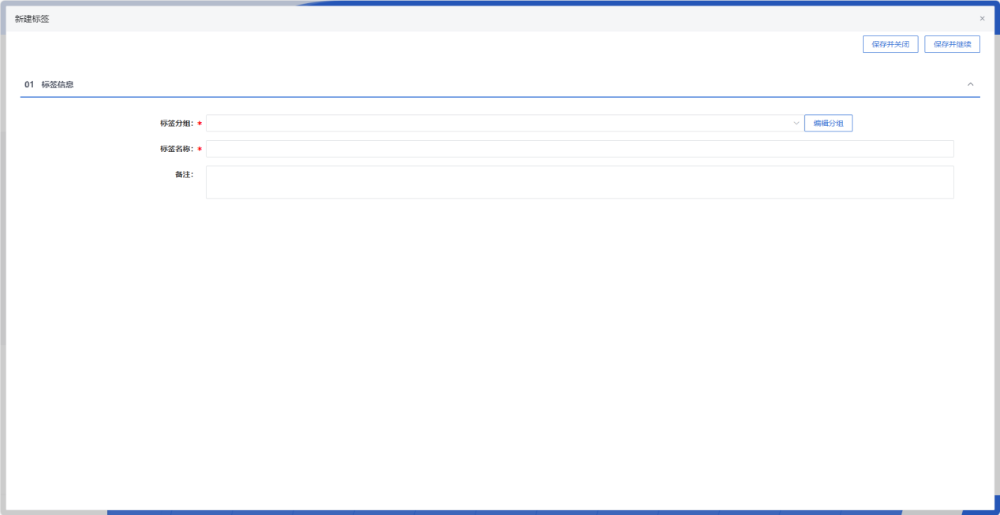 新建标签 ×
保存并关闭 保存并继续
01 标签信息
标签分组: * 编辑分组
标签名称: *
备注: